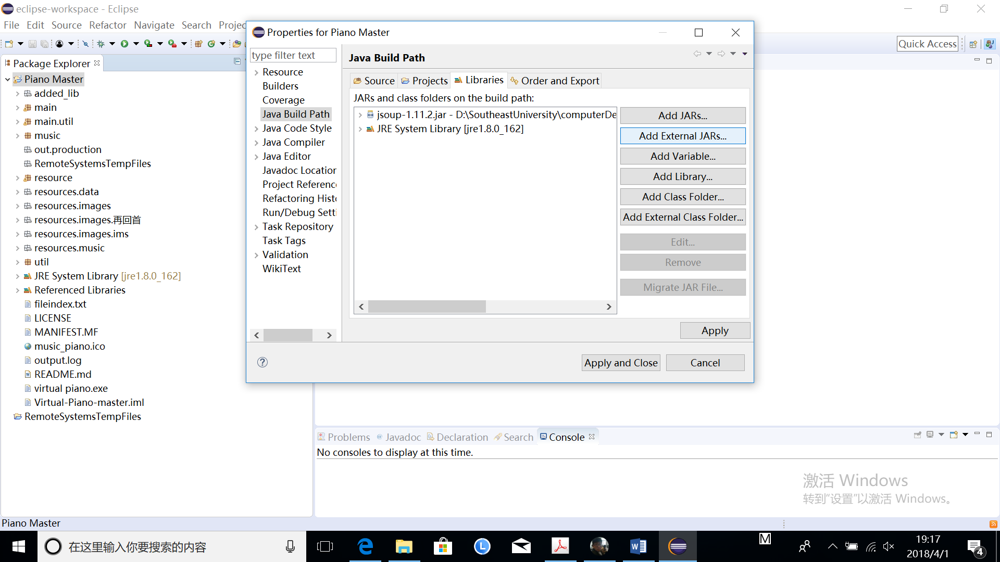 eclipse-workspace - Eclipse
File Edit Source Refactor Navigate Search Projec
Quick Access
Package Explorer
Piano Master
added_lib
main
main.util
music
out.production
RemoteSystemsTempFiles
resource
resources.data
resources.images
resources.images.再回首
resources.images.ims
resources.music
util
JRE System Library [jre1.8.0_162]
Referenced Libraries
fileindex.txt
LICENSE
MANIFEST.MF
music_piano.ico
output.log
README.md
virtual piano.exe
Virtual-Piano-master.iml
RemoteSystemsTempFiles
Properties for Piano Master
type filter text
Resource
Builders
Coverage
Java Build Path
Java Code Style
Java Compiler
Java Editor
Javadoc Location
Project Reference
Refactoring Histo
Run/Debug Setti
Task Repository
Task Tags
Validation
WikiText
Java Build Path
Source Projects Libraries Order and Export
JARs and class folders on the build path:
jsoup-1.11.2.jar - D:\SoutheastUniversity\computerDe
JRE System Library [jre1.8.0_162]
Add JARs...
Add External JARs...
Add Variable...
Add Library...
Add Class Folder...
Add External Class Folder...
Edit...
Remove
Migrate JAR File...
Apply
Apply and Close Cancel
Problems Javadoc Declaration Search Console
No consoles to display at this time.
激活 Windows
转到“设置”以激活 Windows。
Piano Master
在这里输入你要搜索的内容
M
19:17
2018/4/1
4